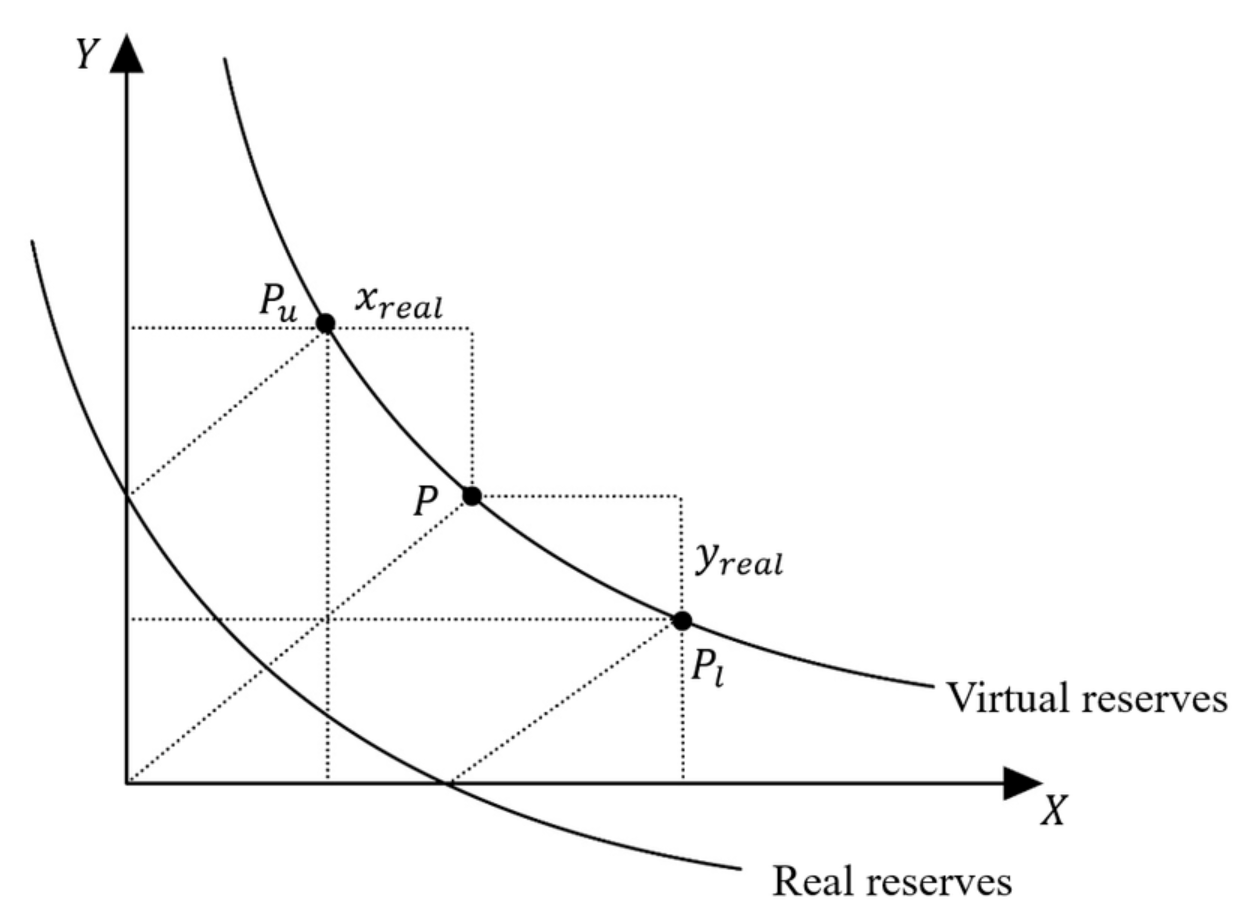 Y
P_u
x_real
P
y_real
P_l
Virtual reserves
X
Real reserves